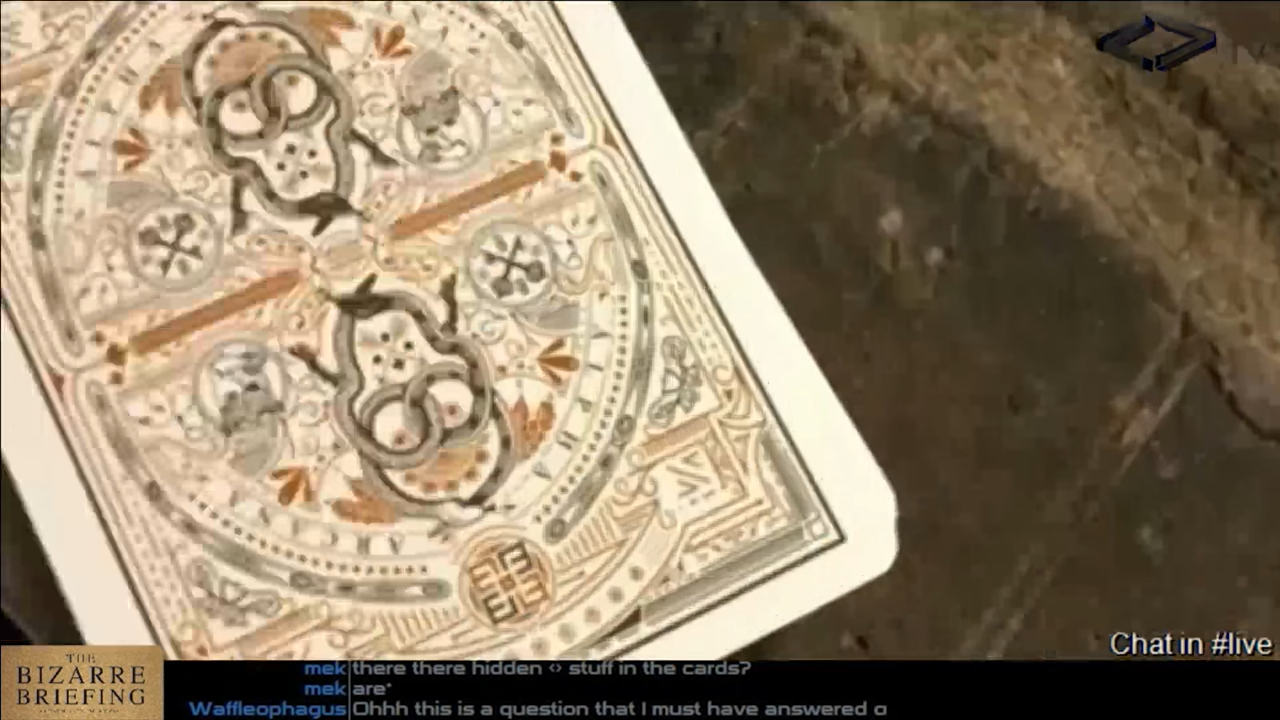 ALPHA
Chat in #live
THE
BIZARRE
BRIEFING
mek there there hidden <> stuff in the cards?
mek are*
Waffleophagus Ohhh this is a question that I must have answered a